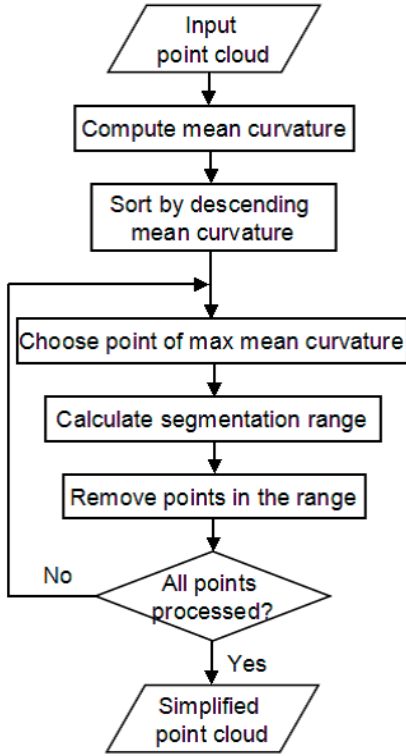 Input
point cloud
Compute mean curvature
Sort by descending
mean curvature
Choose point of max mean curvature
Calculate segmentation range
Remove points in the range
No
All points
processed?
Yes
Simplified
point cloud